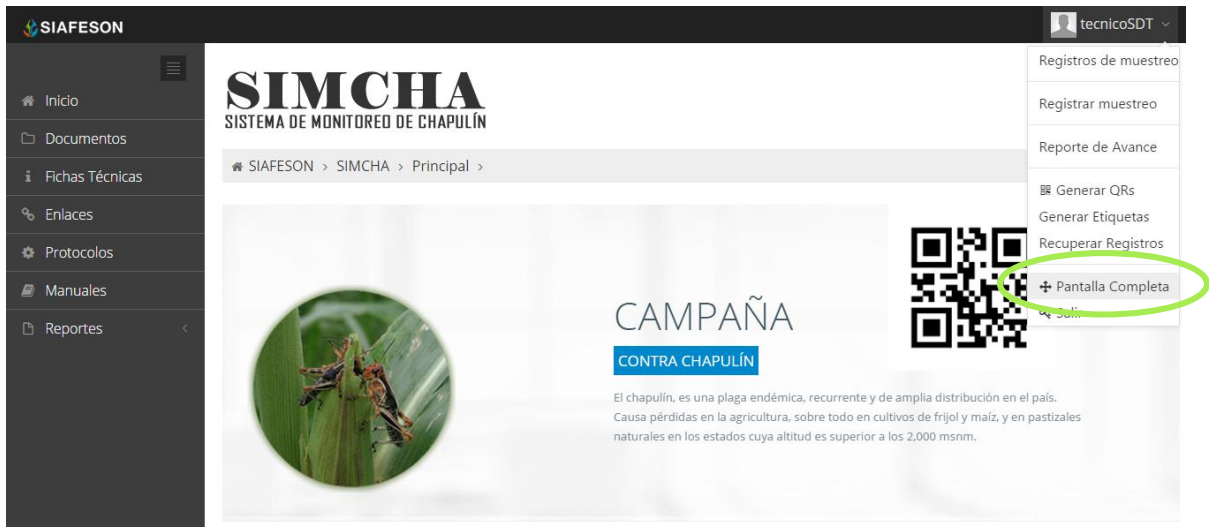 SIAFESON
tecnicoSDT
Inicio
Documentos
Fichas Técnicas
Enlaces
Protocolos
Manuales
Reportes
SIMCHA
SISTEMA DE MONITOREO DE CHAPULÍN
SIAFESON > SIMCHA > Principal >
Registros de muestreo
Registrar muestreo
Reporte de Avance
Generar QRs
Generar Etiquetas
Recuperar Registros
Pantalla Completa
Salir
CAMPAÑA
CONTRA CHAPULÍN
El chapulín, es una plaga endémica, recurrente y de amplia distribución en el país.
Causa pérdidas en la agricultura, sobre todo en cultivos de frijol y maíz, y en pastizales
naturales en los estados cuya altitud es superior a los 2,000 msnm.